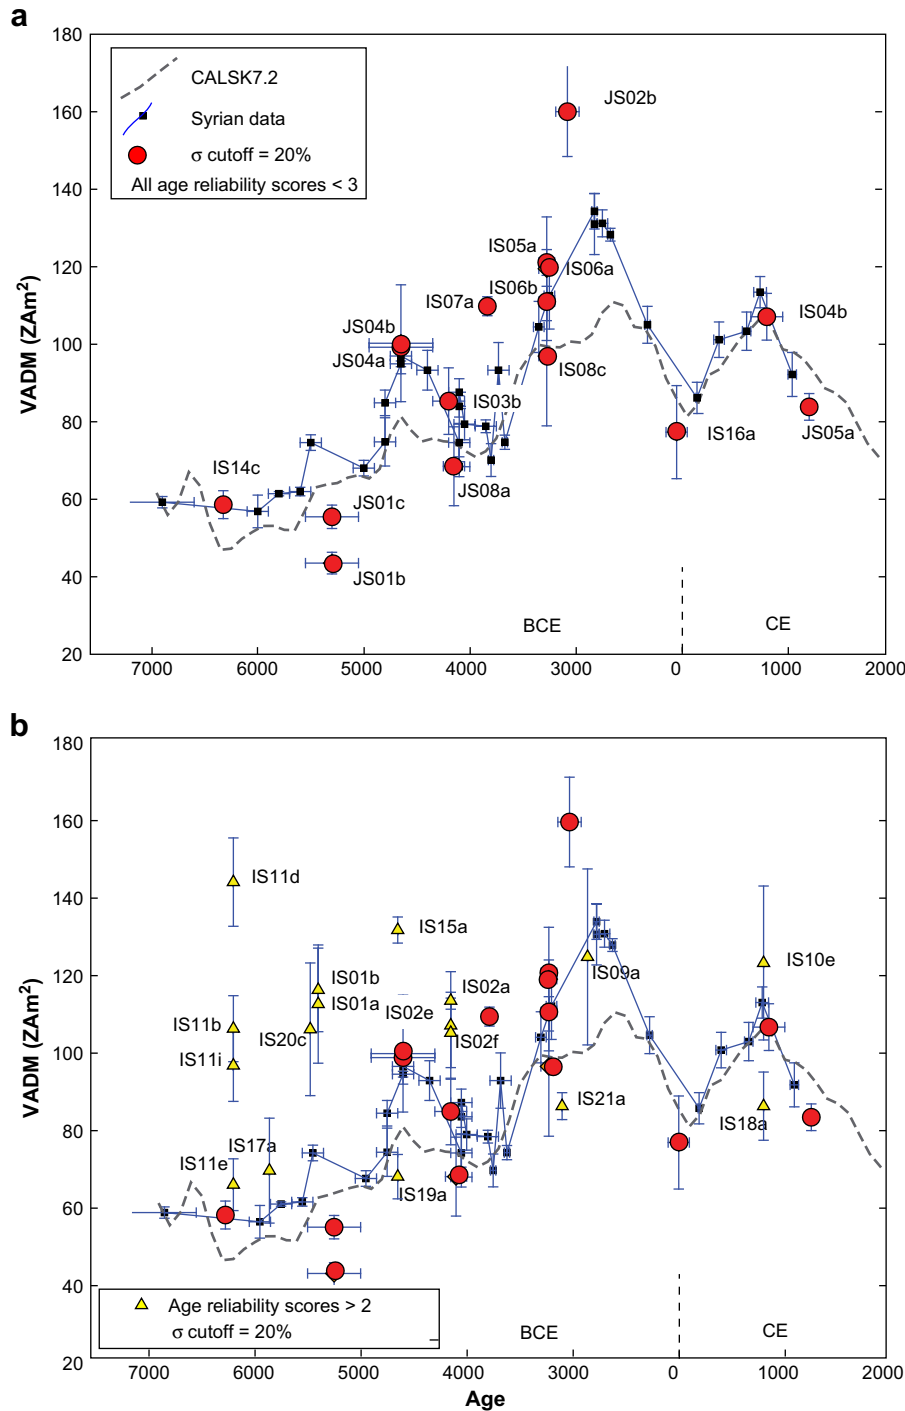 a
180
160
140
120
100
80
60
40
20
VADM (ZAm²)
CALSK7.2
Syrian data
σ cutoff = 20%
All age reliability scores < 3
JS02b
IS05a
IS06a
IS06b
IS07a
JS04b
JS04a
IS08c
IS04b
IS03b
IS16a
JS05a
IS14c
JS08a
JS01c
JS01b
BCE
CE
7000
6000
5000
4000
3000
2000
0
1000
2000
b
180
160
140
120
100
80
60
40
20
VADM (ZAm²)
IS11d
IS15a
IS01b
IS02a
IS09a
IS10e
IS01a
IS02e
IS11b
IS20c
IS02f
IS11i
IS21a
IS18a
IS17a
IS11e
IS19a
Age reliability scores > 2
σ cutoff = 20%
BCE
CE
7000
6000
5000
4000
3000
2000
0
1000
2000
Age